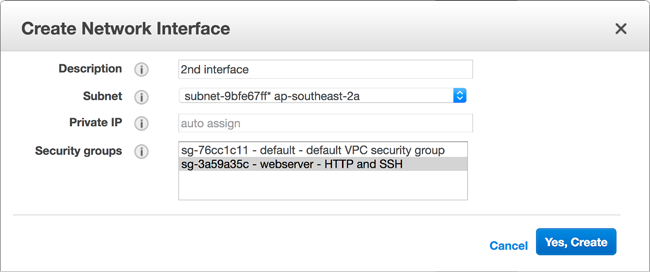 Create Network Interface
Description i 2nd interface
Subnet i subnet-9bfe67ff* ap-southeast-2a
Private IP i auto assign
Security groups i sg-76cc1c11 - default - default VPC security group
sg-3a59a35c - webserver - HTTP and SSH
Cancel Yes, Create